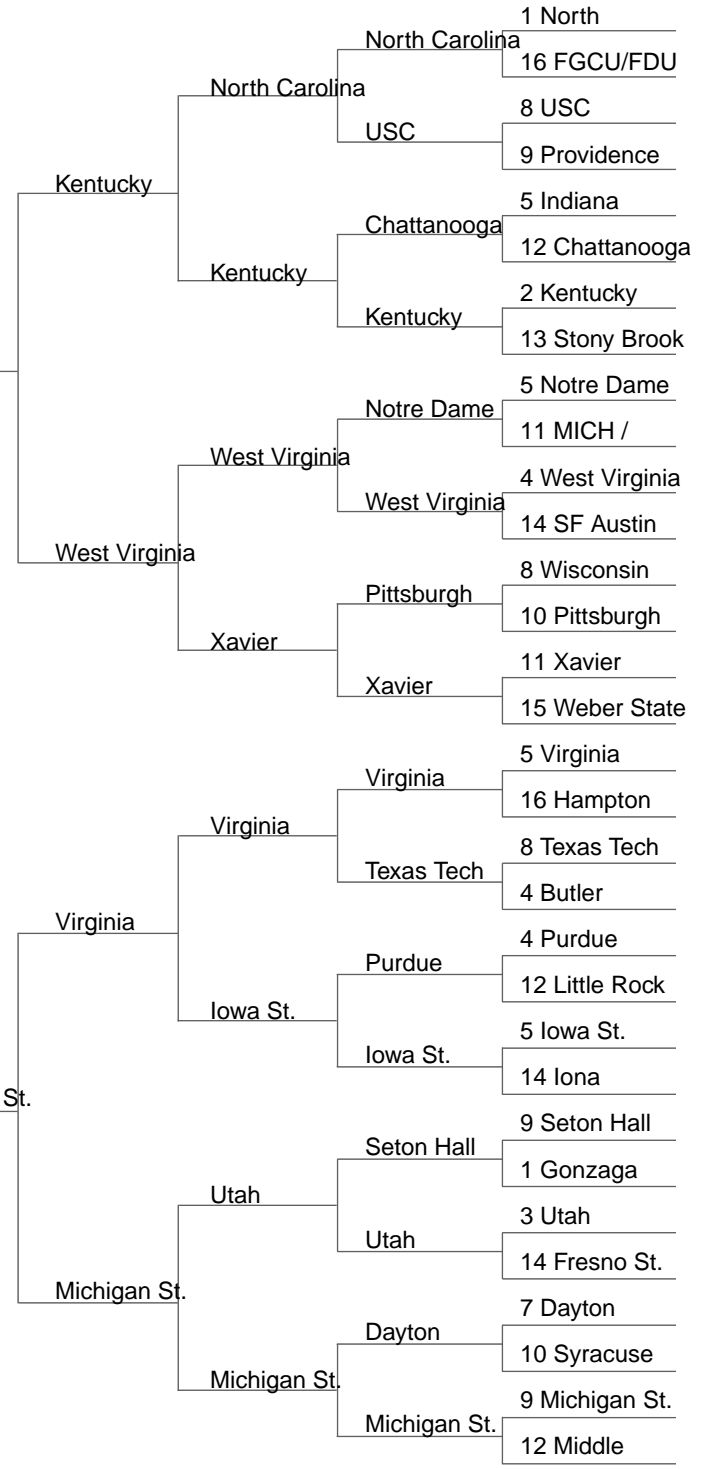 1 North
North Carolina
16 FGCU/FDU
North Carolina
8 USC
USC
9 Providence
Kentucky
5 Indiana
Chattanooga
12 Chattanooga
Kentucky
2 Kentucky
Kentucky
13 Stony Brook
5 Notre Dame
Notre Dame
11 MICH /
West Virginia
4 West Virginia
West Virginia
14 SF Austin
West Virginia
8 Wisconsin
Pittsburgh
10 Pittsburgh
Xavier
11 Xavier
Xavier
15 Weber State
5 Virginia
Virginia
16 Hampton
Virginia
8 Texas Tech
Texas Tech
4 Butler
Virginia
4 Purdue
Purdue
12 Little Rock
Iowa St.
5 Iowa St.
Iowa St.
14 Iona
St.
9 Seton Hall
Seton Hall
1 Gonzaga
Utah
3 Utah
Utah
14 Fresno St.
Michigan St.
7 Dayton
Dayton
10 Syracuse
Michigan St.
9 Michigan St.
Michigan St.
12 Middle